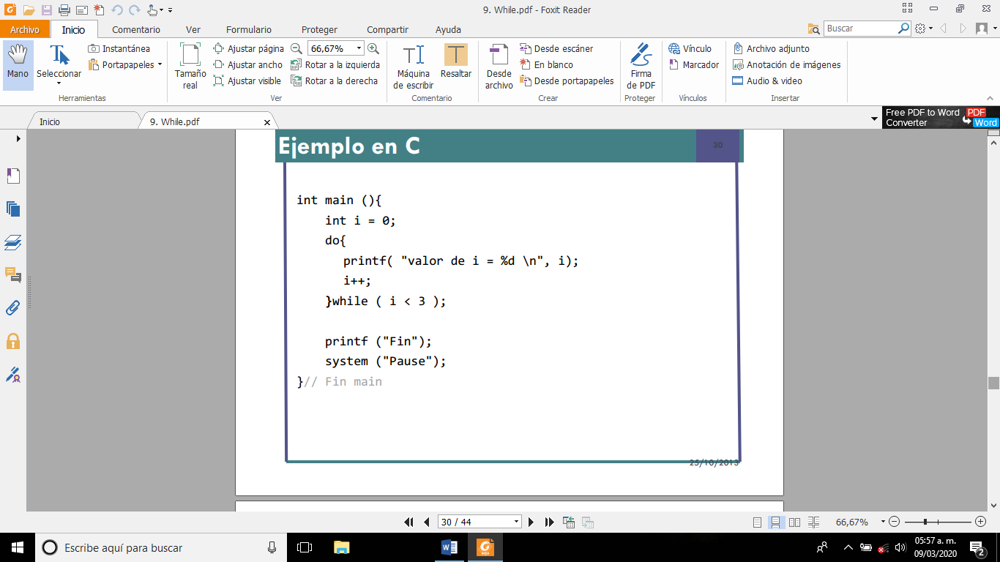 9. While.pdf - Foxit Reader
Archivo Inicio Comentario Ver Formulario Proteger Compartir Ayuda Buscar
Mano
Seleccionar
Instantánea
Portapapeles
Herramientas
Tamaño
real
Ajustar página
Ajustar ancho
Ajustar visible
66,67%
Rotar a la izquierda
Rotar a la derecha
Ver
Máquina
de escribir
Resaltar
Comentario
Desde
archivo
Desde escáner
En blanco
Desde portapapeles
Crear
Firma
de PDF
Proteger
Vínculo
Marcador
Vínculos
Archivo adjunto
Anotación de imágenes
Audio & video
Insertar
Inicio 9. While.pdf
Free PDF to Word PDF
Converter Word
Ejemplo en C 30
int main (){
int i = 0;
do{
printf( "valor de i = %d \n", i);
i++;
}while ( i < 3 );
printf ("Fin");
system ("Pause");
}// Fin main
25/10/2013
30 / 44 66,67%
Escribe aquí para buscar
05:57 a. m.
09/03/2020
2